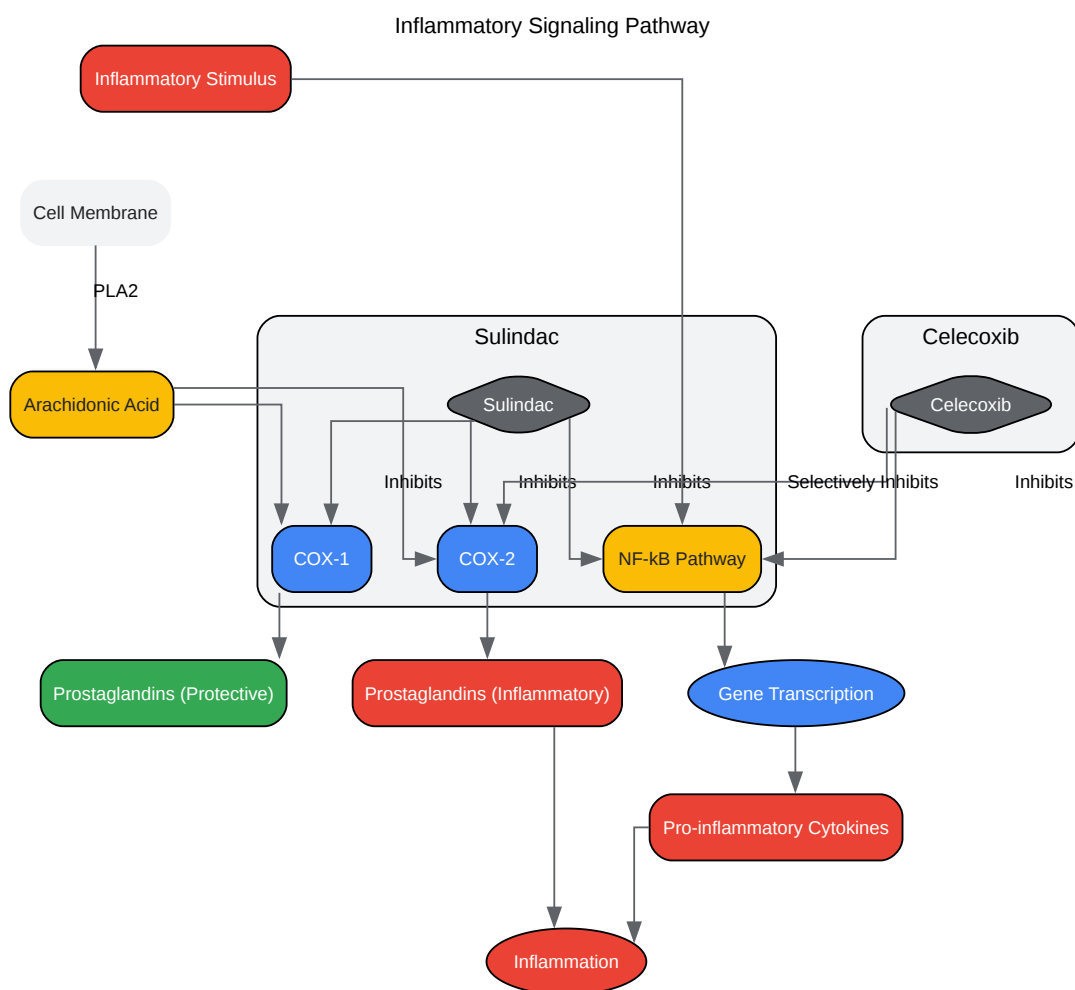 Inflammatory Signaling Pathway
Inflammatory Stimulus
Cell Membrane
PLA2
Sulindac
Celecoxib
Arachidonic Acid
Sulindac
Celecoxib
Inhibits
Inhibits
Inhibits
Selectively Inhibits
Inhibits
COX-1
COX-2
NF-kB Pathway
Prostaglandins (Protective)
Prostaglandins (Inflammatory)
Gene Transcription
Pro-inflammatory Cytokines
Inflammation